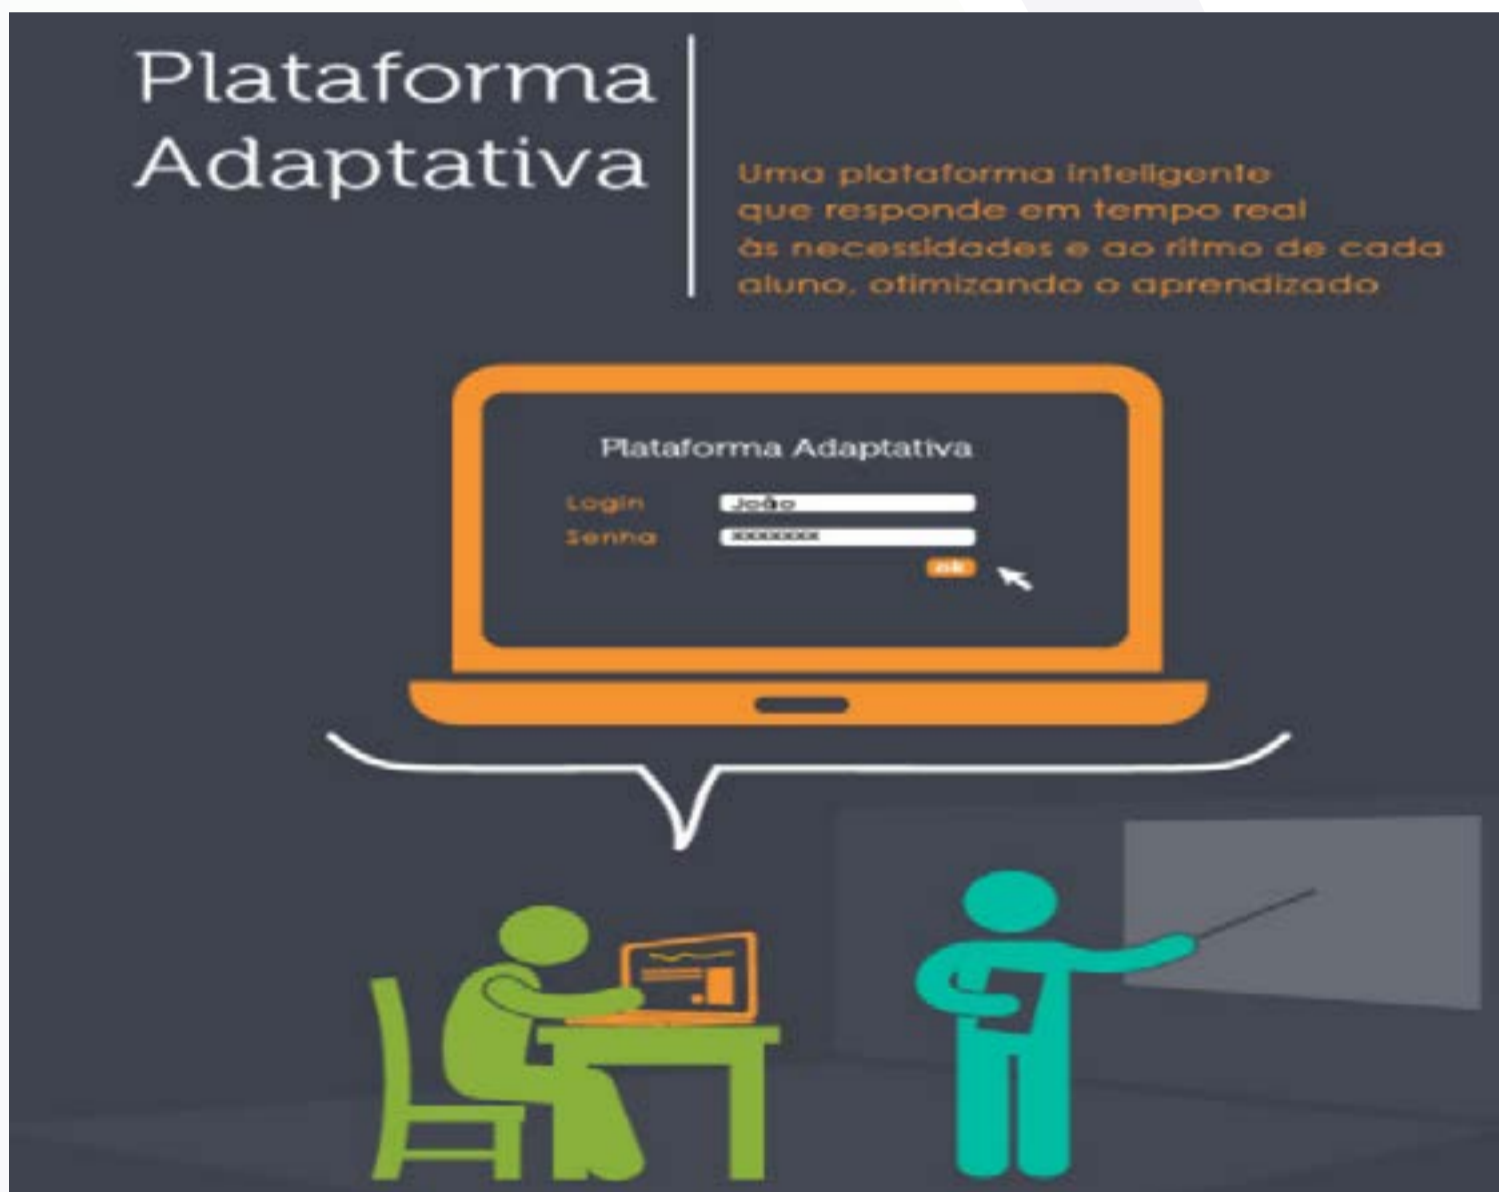 Plataforma
Adaptativa
Uma plataforma inteligente
que responde em tempo real
às necessidades e ao ritmo de cada
aluno, otimizando o aprendizado
Plataforma Adaptativa
Login João
Senha xxxxxxxx
ok